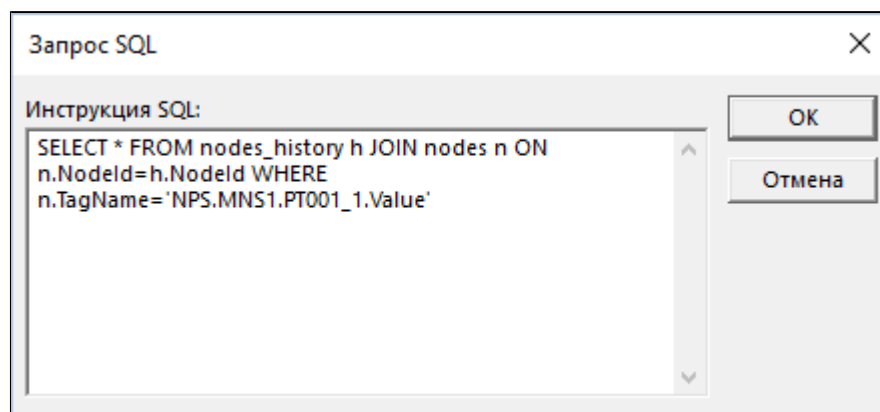 Запрос SQL
Инструкция SQL:
SELECT * FROM nodes_history h JOIN nodes n ON
n.NodeId=h.NodeId WHERE
n.TagName='NPS.MNS1.PT001_1.Value'
OK
Отмена